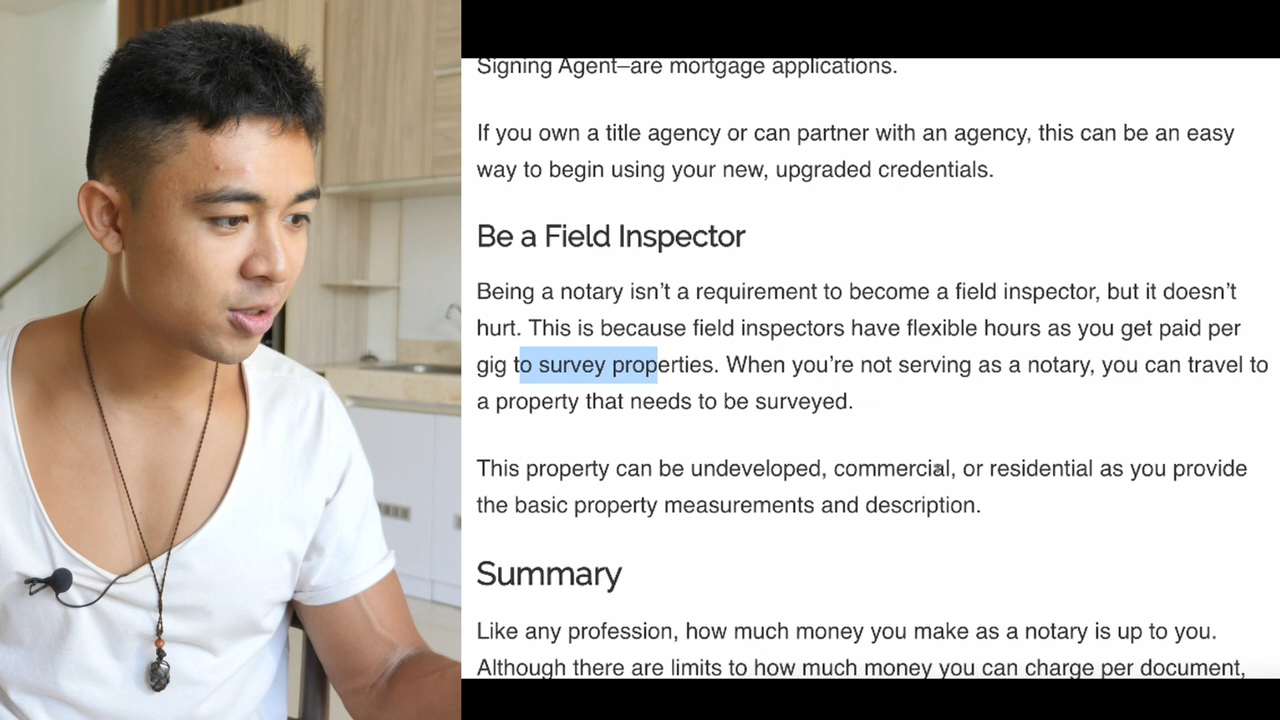 Signing Agent–are mortgage applications.
If you own a title agency or can partner with an agency, this can be an easy
way to begin using your new, upgraded credentials.
Be a Field Inspector
Being a notary isn’t a requirement to become a field inspector, but it doesn’t
hurt. This is because field inspectors have flexible hours as you get paid per
gig to survey properties. When you’re not serving as a notary, you can travel to
a property that needs to be surveyed.
This property can be undeveloped, commercial, or residential as you provide
the basic property measurements and description.
Summary
Like any profession, how much money you make as a notary is up to you.
Although there are limits to how much money you can charge per document,